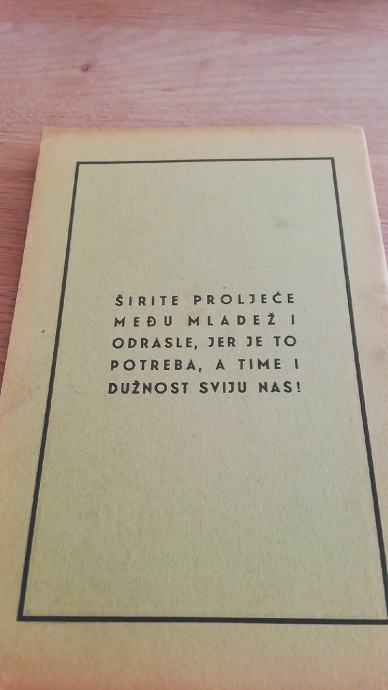 ŠIRITE PROLJEĆE
MEĐU MLADEŽ I
ODRASLE, JER JE TO
POTREBA, A TIME I
DUŽNOST SVIJU NAS!